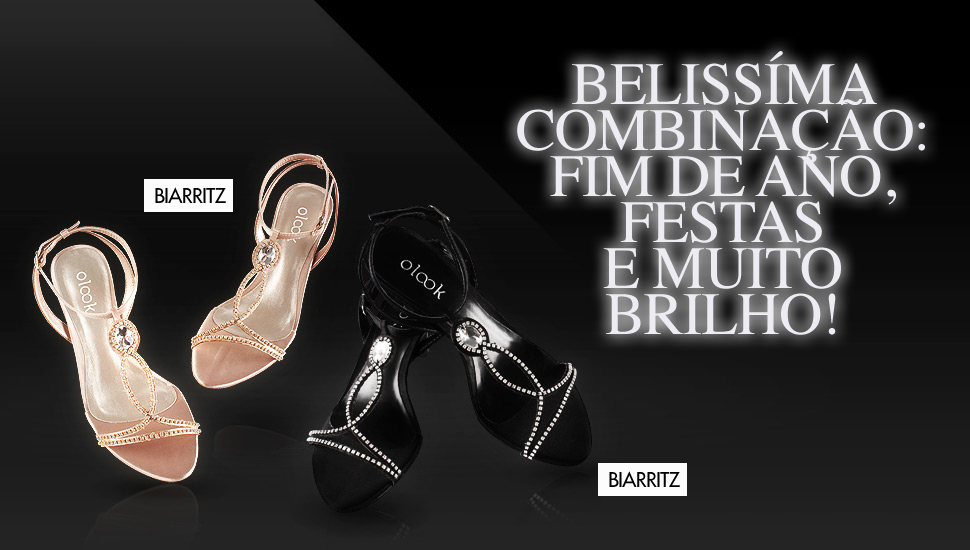 BELISSÍMA
COMBINAÇÃO:
FIM DE ANO,
FESTAS
E MUITO
BRILHO!
BIARRITZ
olook
olook
olook
BIARRITZ